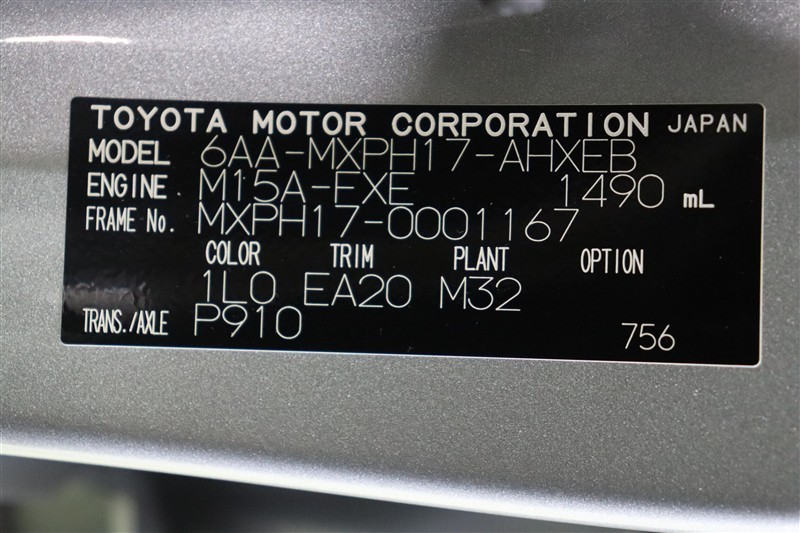 TOYOTA MOTOR CORPORATION JAPAN
MODEL 6AA-MXPH17-AHXEB
ENGINE M15A-FXE 1490 mL
FRAME No. MXPH17-0001167
COLOR TRIM PLANT OPTION
1L0 EA20 M32
TRANS./AXLE P910
756